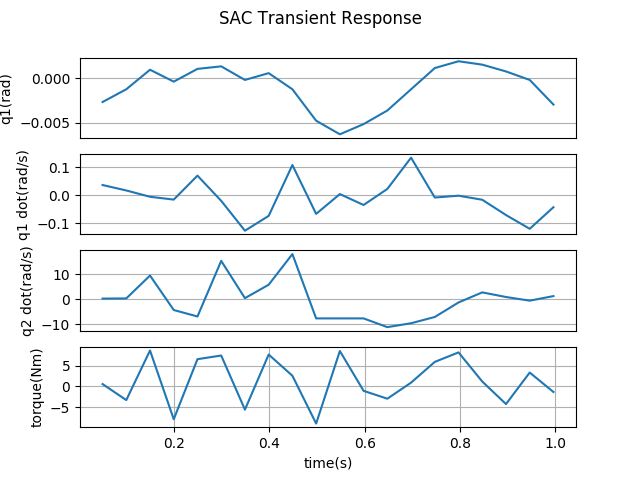 SAC Transient Response
q1(rad)
0.000
−0.005
q1 dot(rad/s)
0.1
0.0
−0.1
q2 dot(rad/s)
10
0
−10
torque(Nm)
5
0
−5
0.2 0.4 0.6 0.8 1.0
time(s)